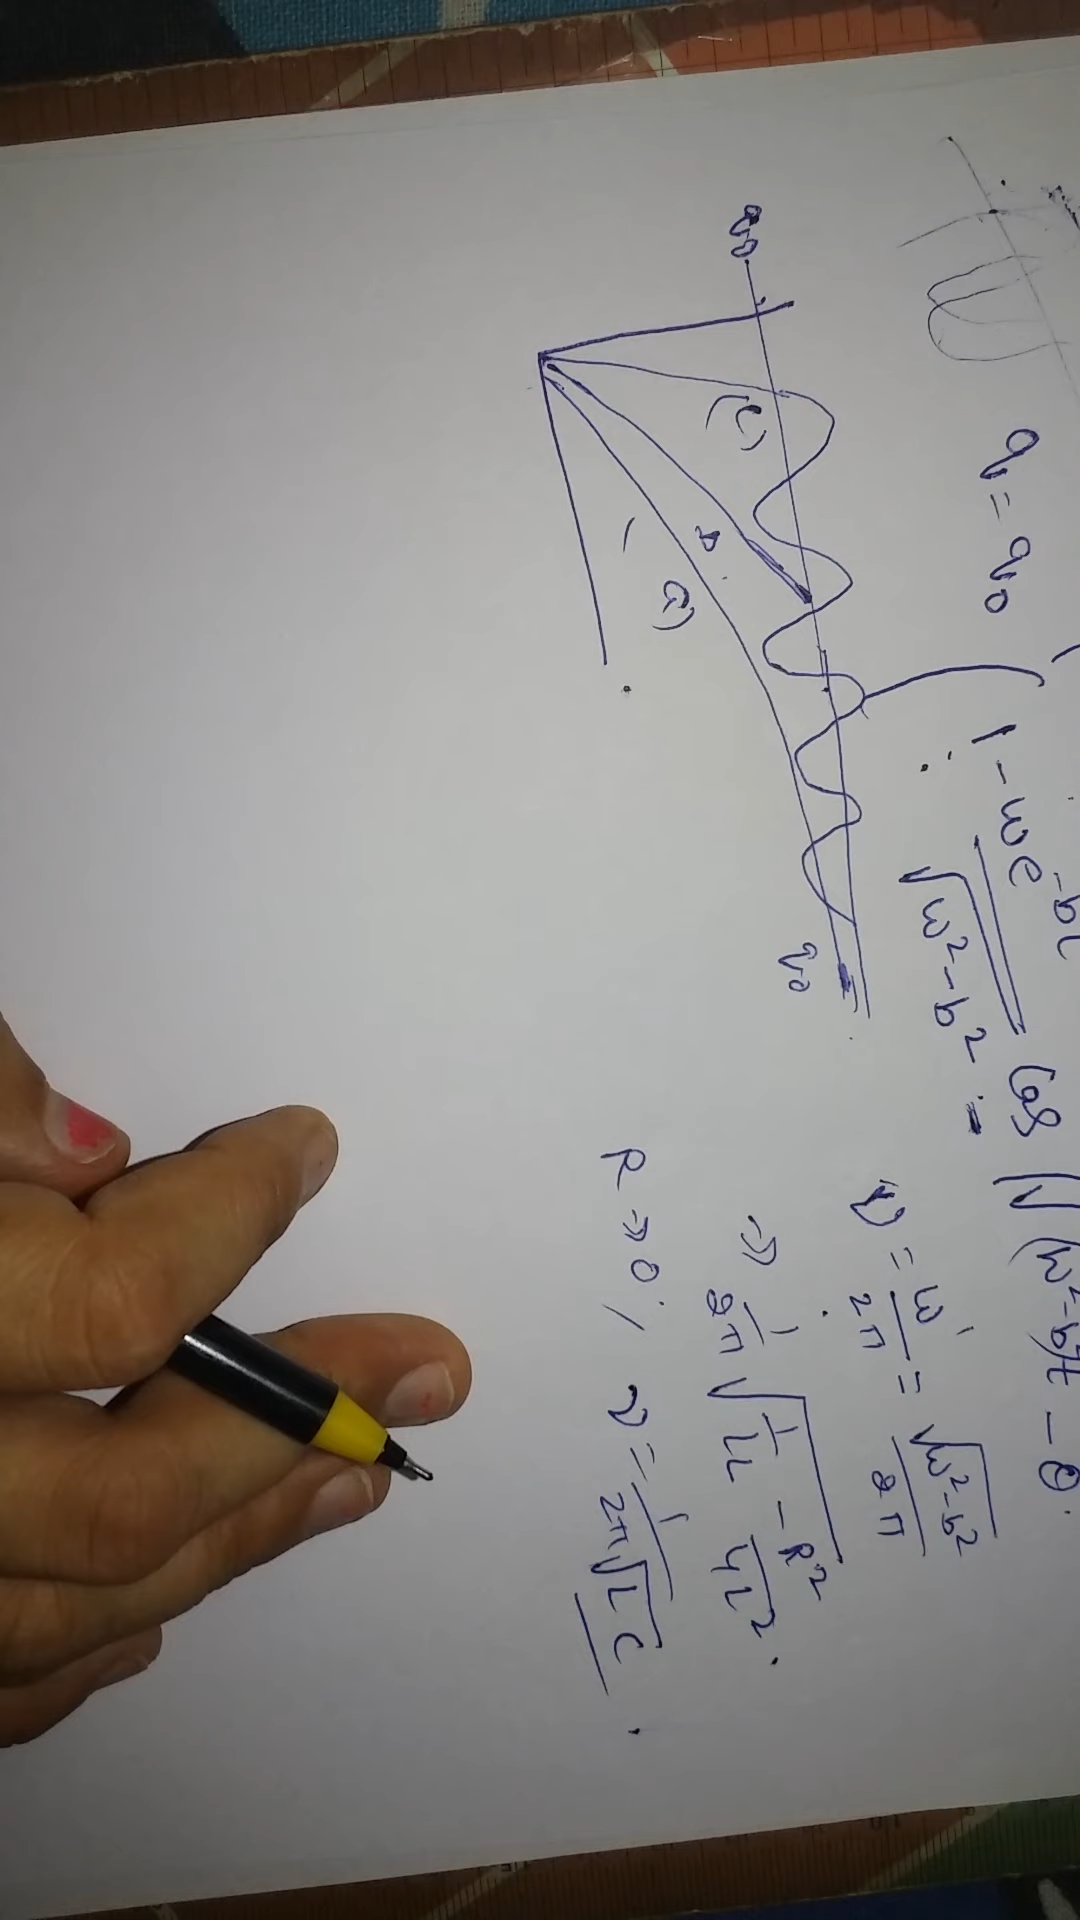 q = q₀ ( 1 - ωe^-bt / √ω²-b² cos √(ω²-b²)t - θ
ν = ω' / 2π = √ω²-b² / 2π
⇒ 1/2π √ 1/LC - R²/4L² .
R → 0, ν = 1 / 2π√LC .
q₀
(c)
b
(a)
q₀